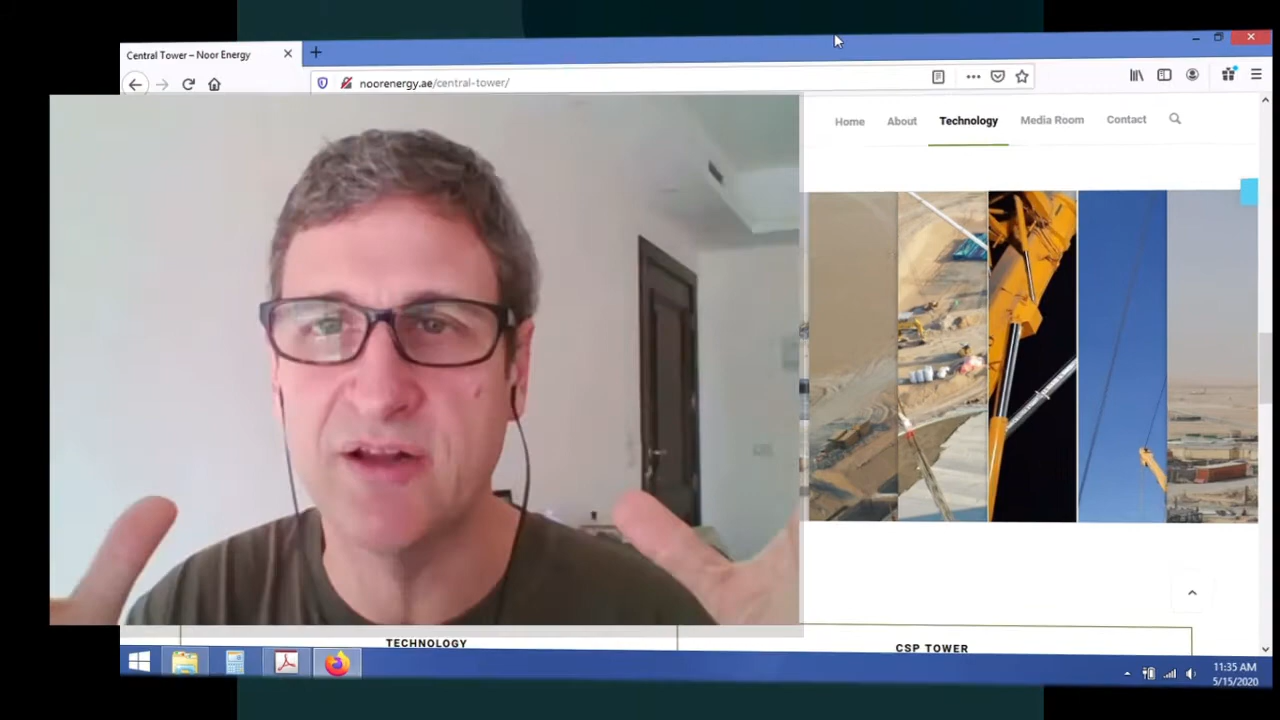 Central Tower – Noor Energy
noorenergy.ae/central-tower/
Home About Technology Media Room Contact
TECHNOLOGY
CSP TOWER
11:35 AM
5/15/2020